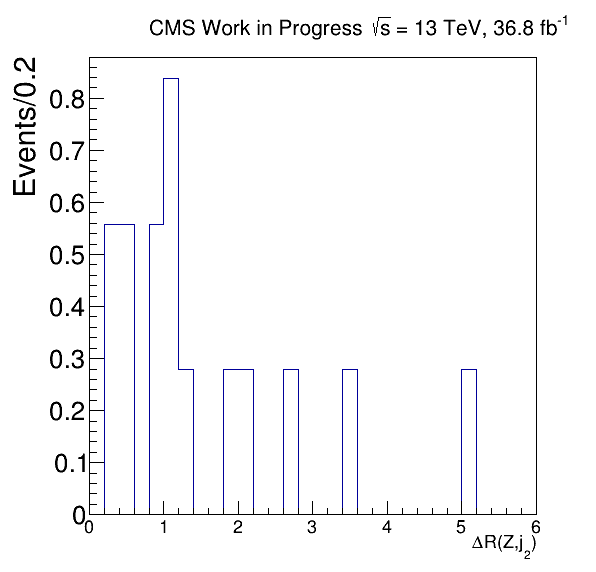 CMS Work in Progress √s = 13 TeV, 36.8 fb⁻¹
Events/0.2
0.8
0.7
0.6
0.5
0.4
0.3
0.2
0.1
0
0 1 2 3 4 5 6
ΔR(Z,j₂)